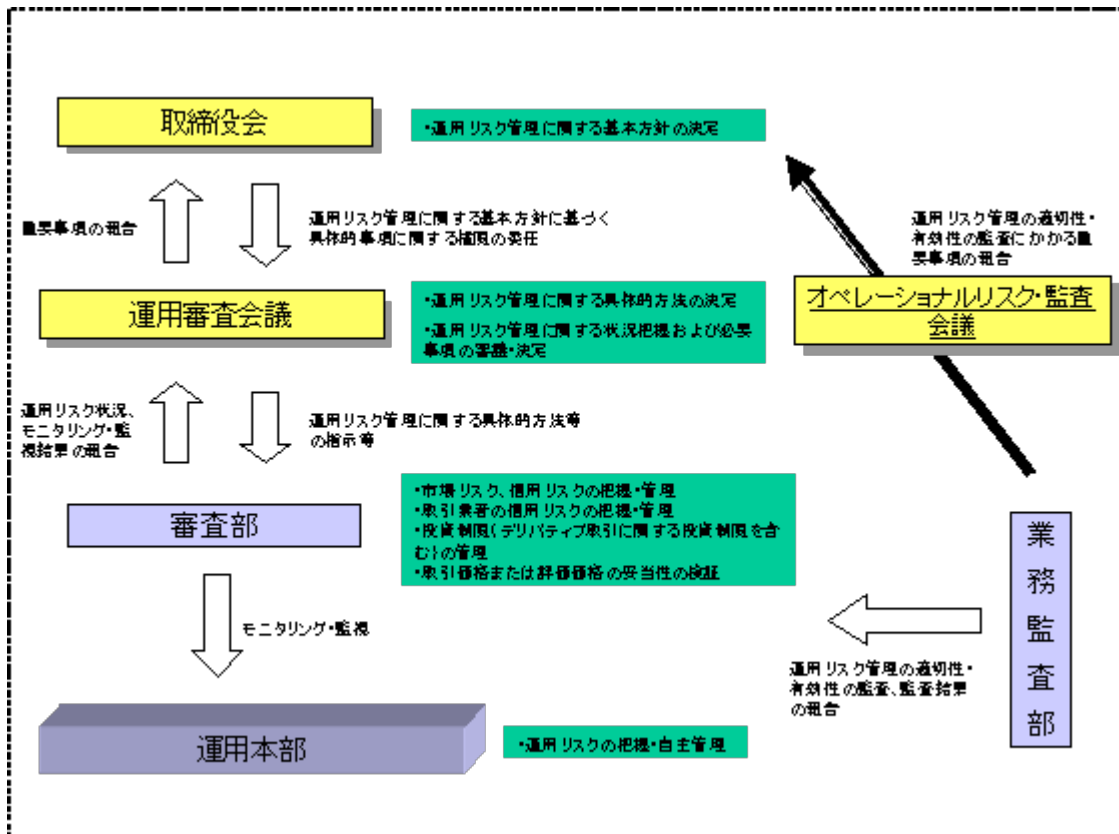 取締役会
・運用リスク管理に関する基本方針の決定
重要事項の報告
運用リスク管理に関する基本方針に基づく
具体的事項に関する権限の委任
運用リスク管理の適切性・
有効性の監査にかかる重
要事項の報告
運用審査会議
・運用リスク管理に関する具体的方法の決定
・運用リスク管理に関する状況把握および必要
事項の審議・決定
オペレーショナルリスク・監査
会議
運用リスク状況、
モニタリング・監
視結果の報告
運用リスク管理に関する具体的方法等
の指示等
審査部
・市場リスク、信用リスクの把握・管理
・取引業者の信用リスクの把握・管理
・投資制限(デリバティブ取引に関する投資制限を含
む)の管理
・取引価格または評価価格の妥当性の検証
業務監査部
モニタリング・監視
運用リスク管理の適切性・
有効性の監査、監査結果
の報告
運用本部
・運用リスクの把握・自主管理